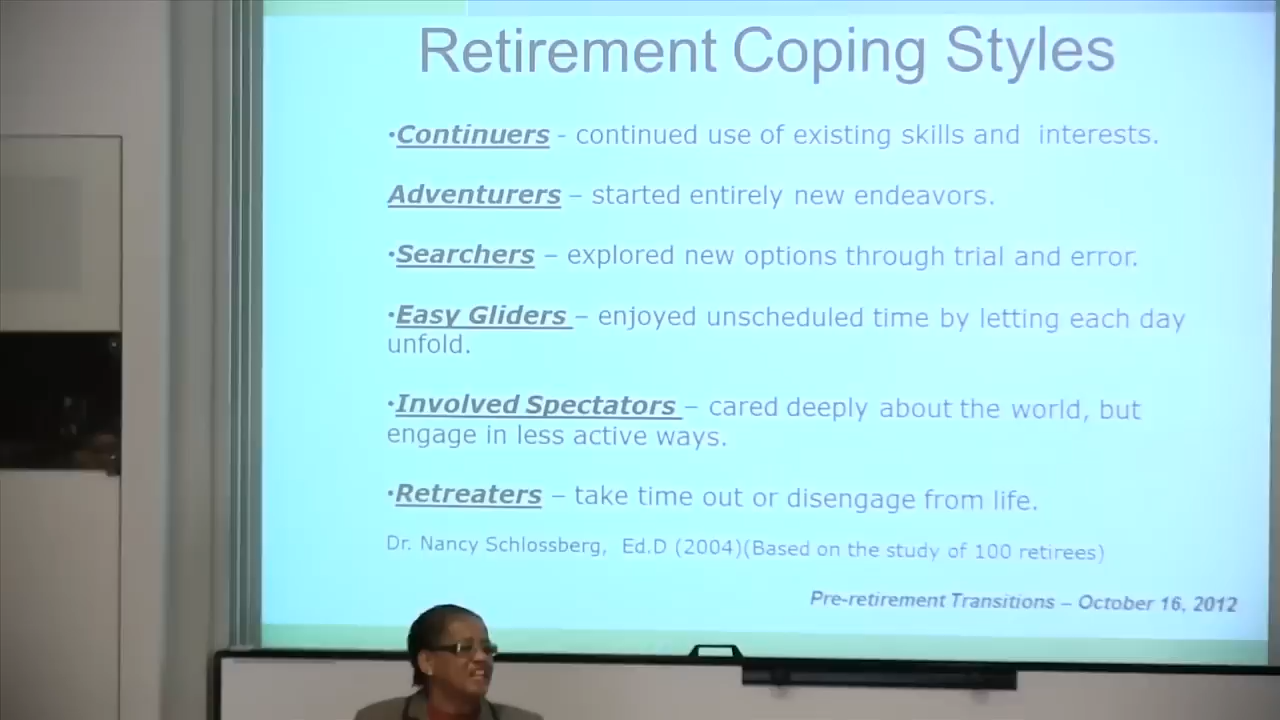 Retirement Coping Styles
•Continuers - continued use of existing skills and interests.
Adventurers – started entirely new endeavors.
•Searchers – explored new options through trial and error.
•Easy Gliders – enjoyed unscheduled time by letting each day
unfold.
•Involved Spectators – cared deeply about the world, but
engage in less active ways.
•Retreaters – take time out or disengage from life.
Dr. Nancy Schlossberg, Ed.D (2004)(Based on the study of 100 retirees)
Pre-retirement Transitions – October 16, 2012